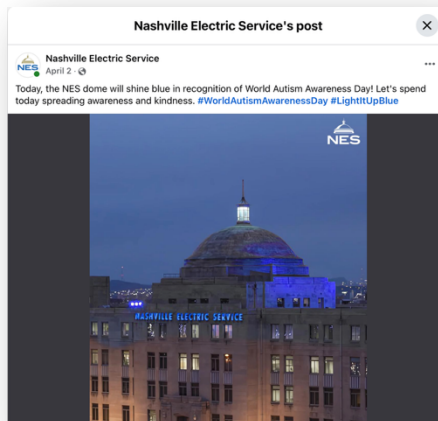 Nashville Electric Service's post
NES
Nashville Electric Service
April 2 ·
Today, the NES dome will shine blue in recognition of World Autism Awareness Day! Let's spend
today spreading awareness and kindness. #WorldAutismAwarenessDay #LightItUpBlue
NES
NASHVILLE ELECTRIC SERVICE